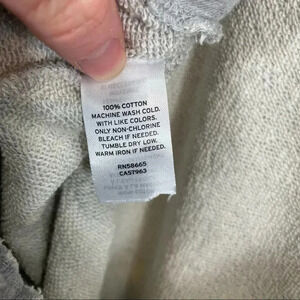 100% COTTON
MACHINE WASH COLD.
WITH LIKE COLORS.
ONLY NON-CHLORINE
BLEACH IF NEEDED.
TUMBLE DRY LOW.
WARM IRON IF NEEDED.
RN58665
CA57963